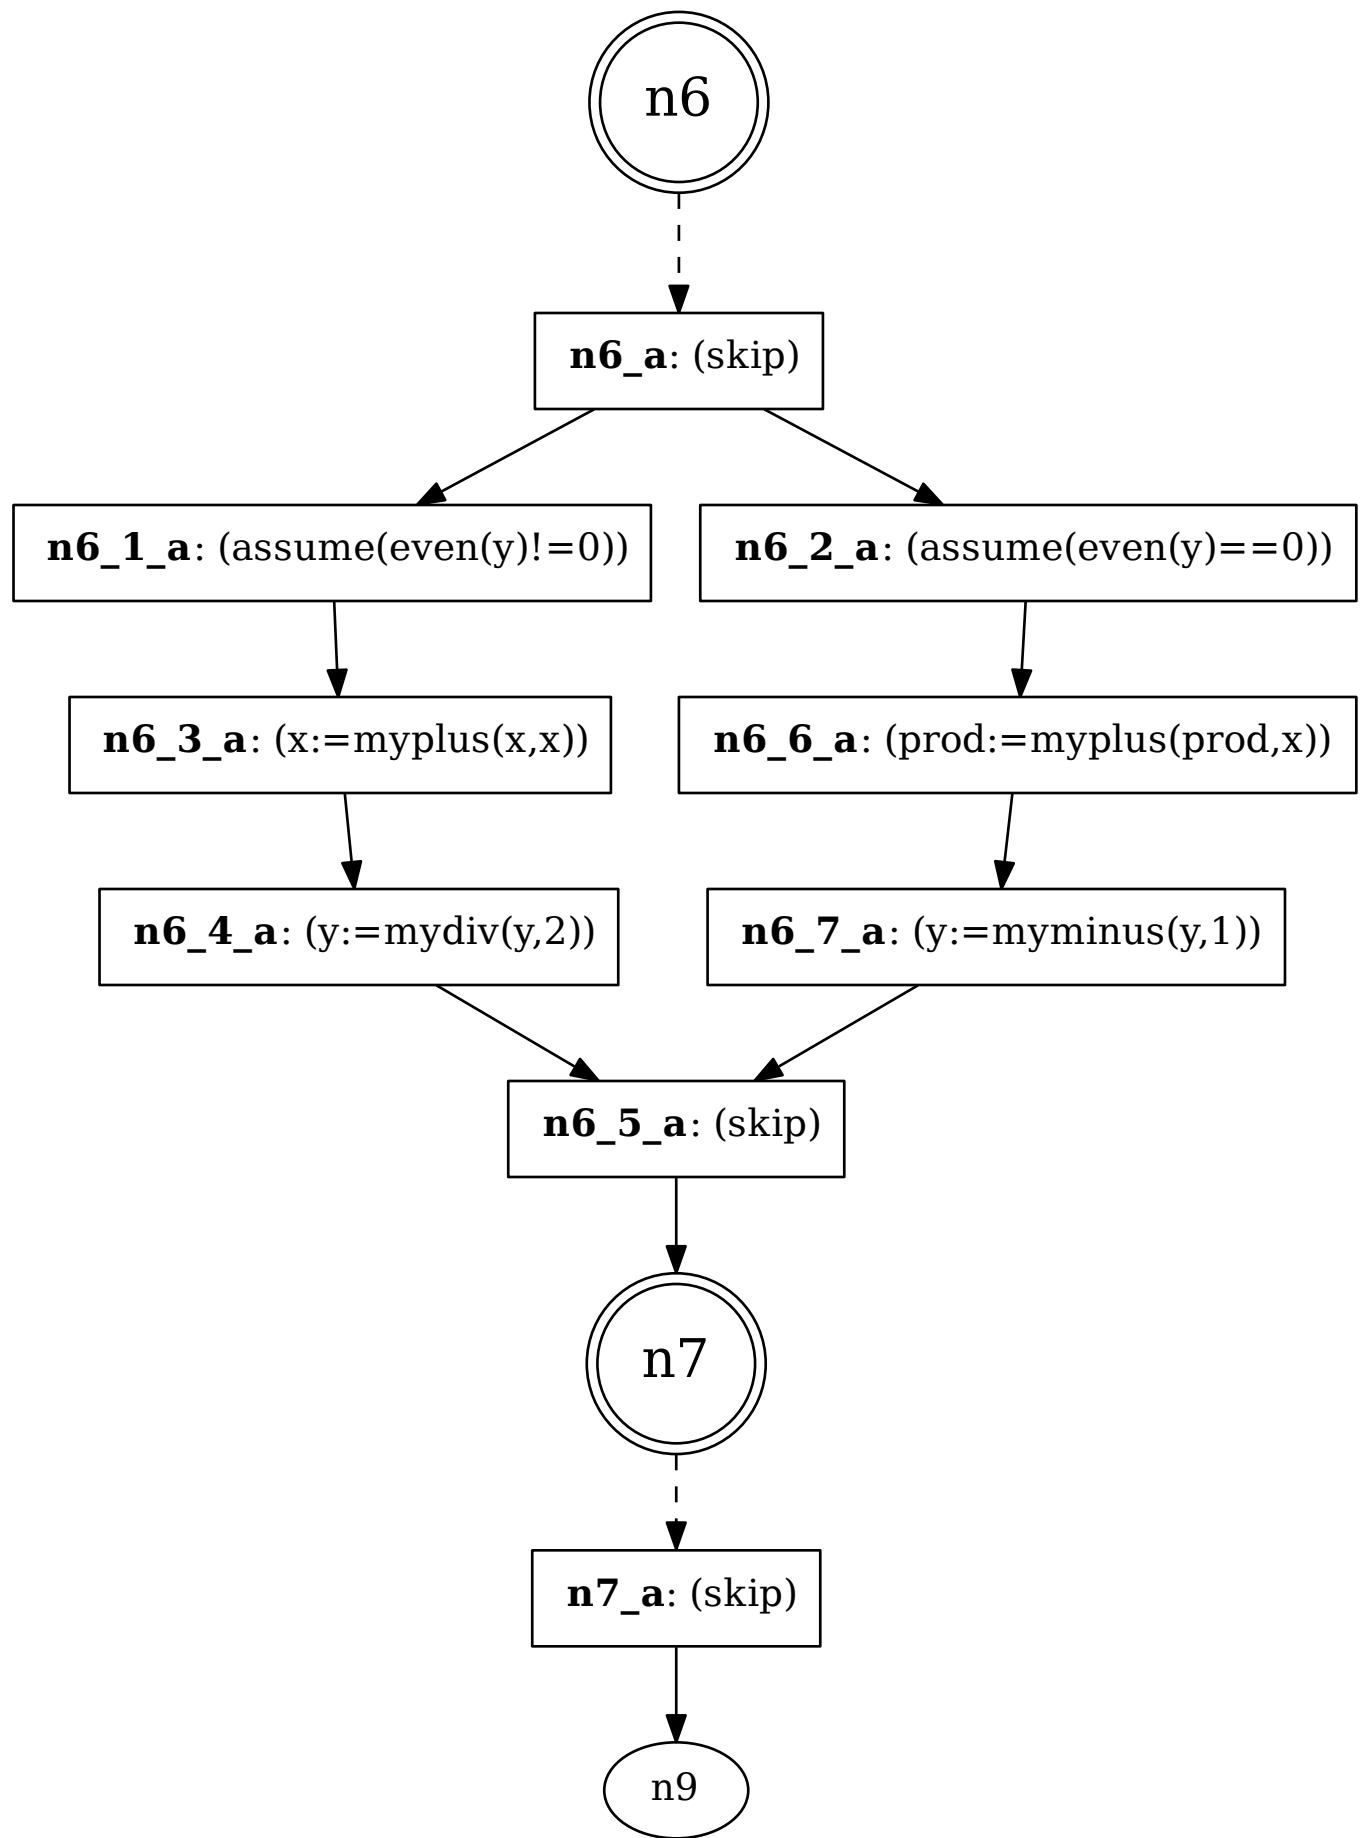 n6
n6_a: (skip)
n6_1_a: (assume(even(y)!=0))
n6_2_a: (assume(even(y)==0))
n6_3_a: (x:=myplus(x,x))
n6_6_a: (prod:=myplus(prod,x))
n6_4_a: (y:=mydiv(y,2))
n6_7_a: (y:=myminus(y,1))
n6_5_a: (skip)
n7
n7_a: (skip)
n9